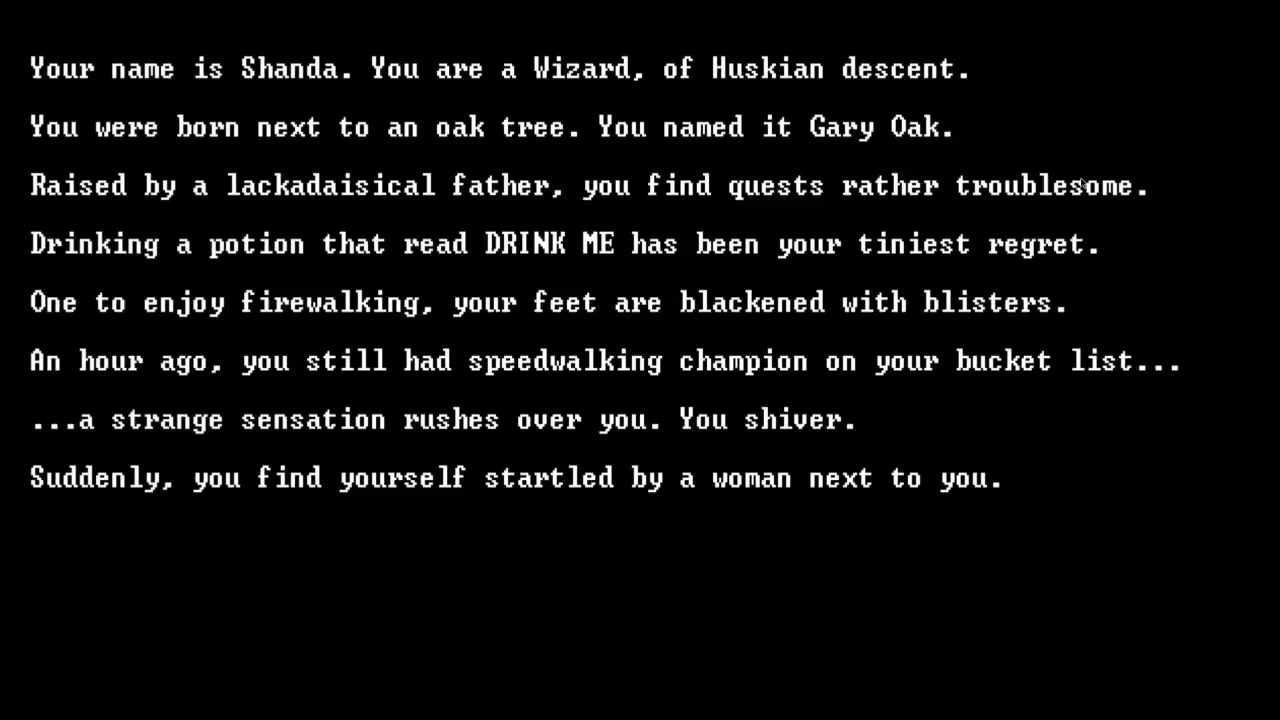 Your name is Shanda. You are a Wizard, of Huskian descent.
You were born next to an oak tree. You named it Gary Oak.
Raised by a lackadaisical father, you find quests rather troublesome.
Drinking a potion that read DRINK ME has been your tiniest regret.
One to enjoy firewalking, your feet are blackened with blisters.
An hour ago, you still had speedwalking champion on your bucket list...
...a strange sensation rushes over you. You shiver.
Suddenly, you find yourself startled by a woman next to you.